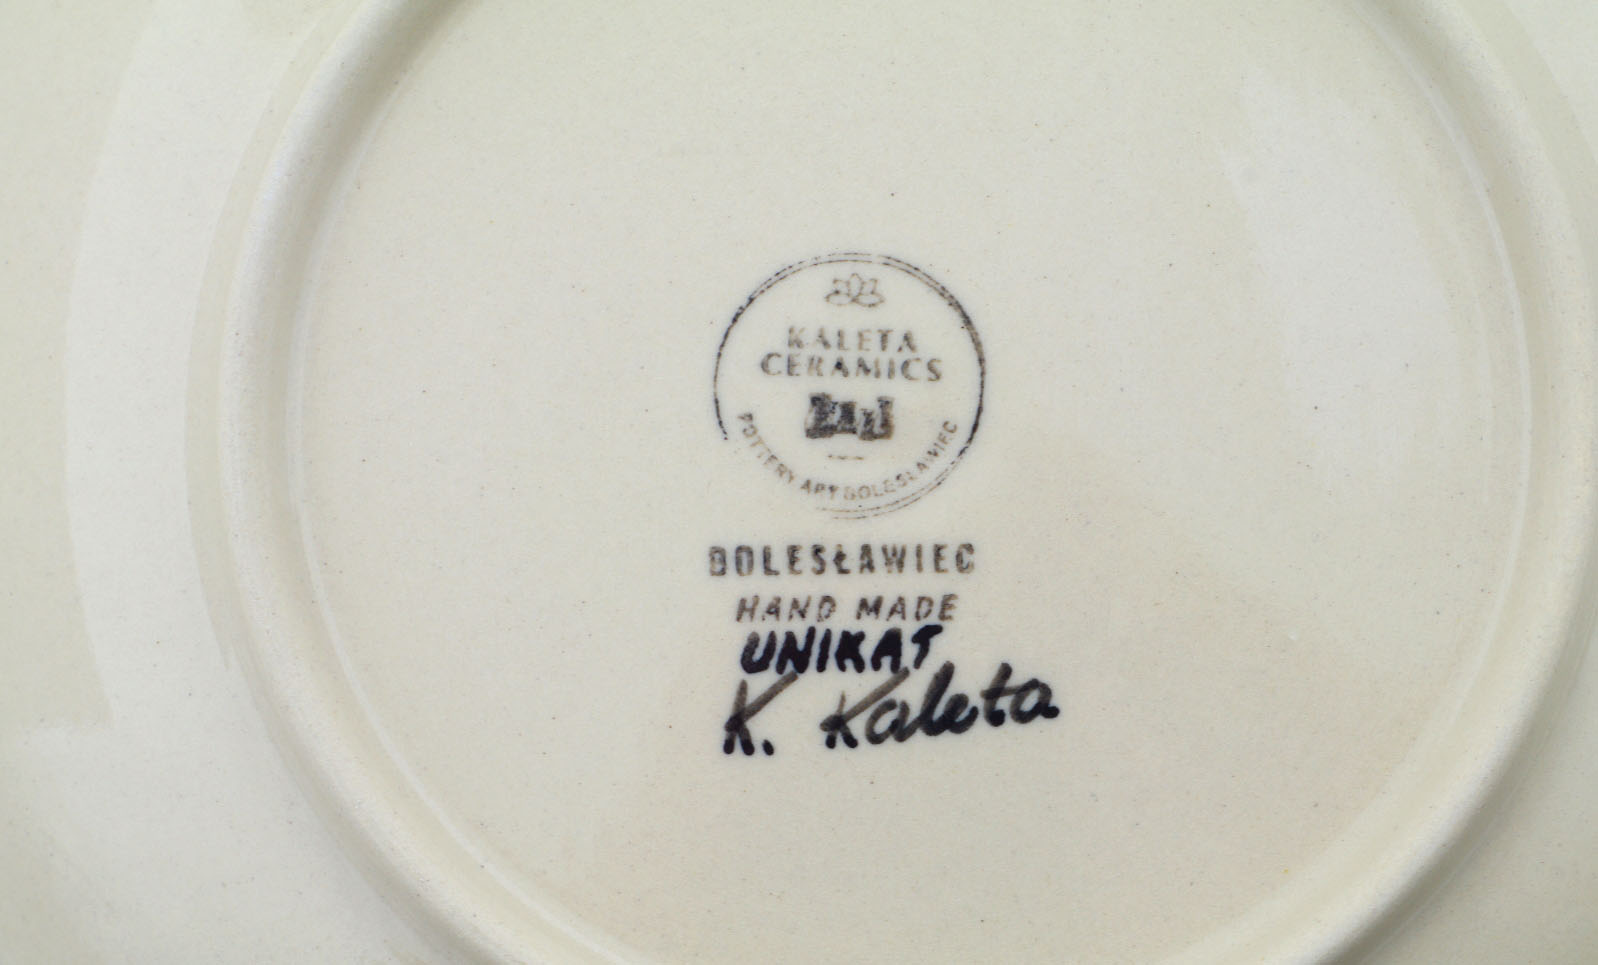 KALETA
CERAMICS
POTTERY ART BOLESŁAWIEC
BOLESŁAWIEC
HAND MADE
UNIKAT
K. Kaleta